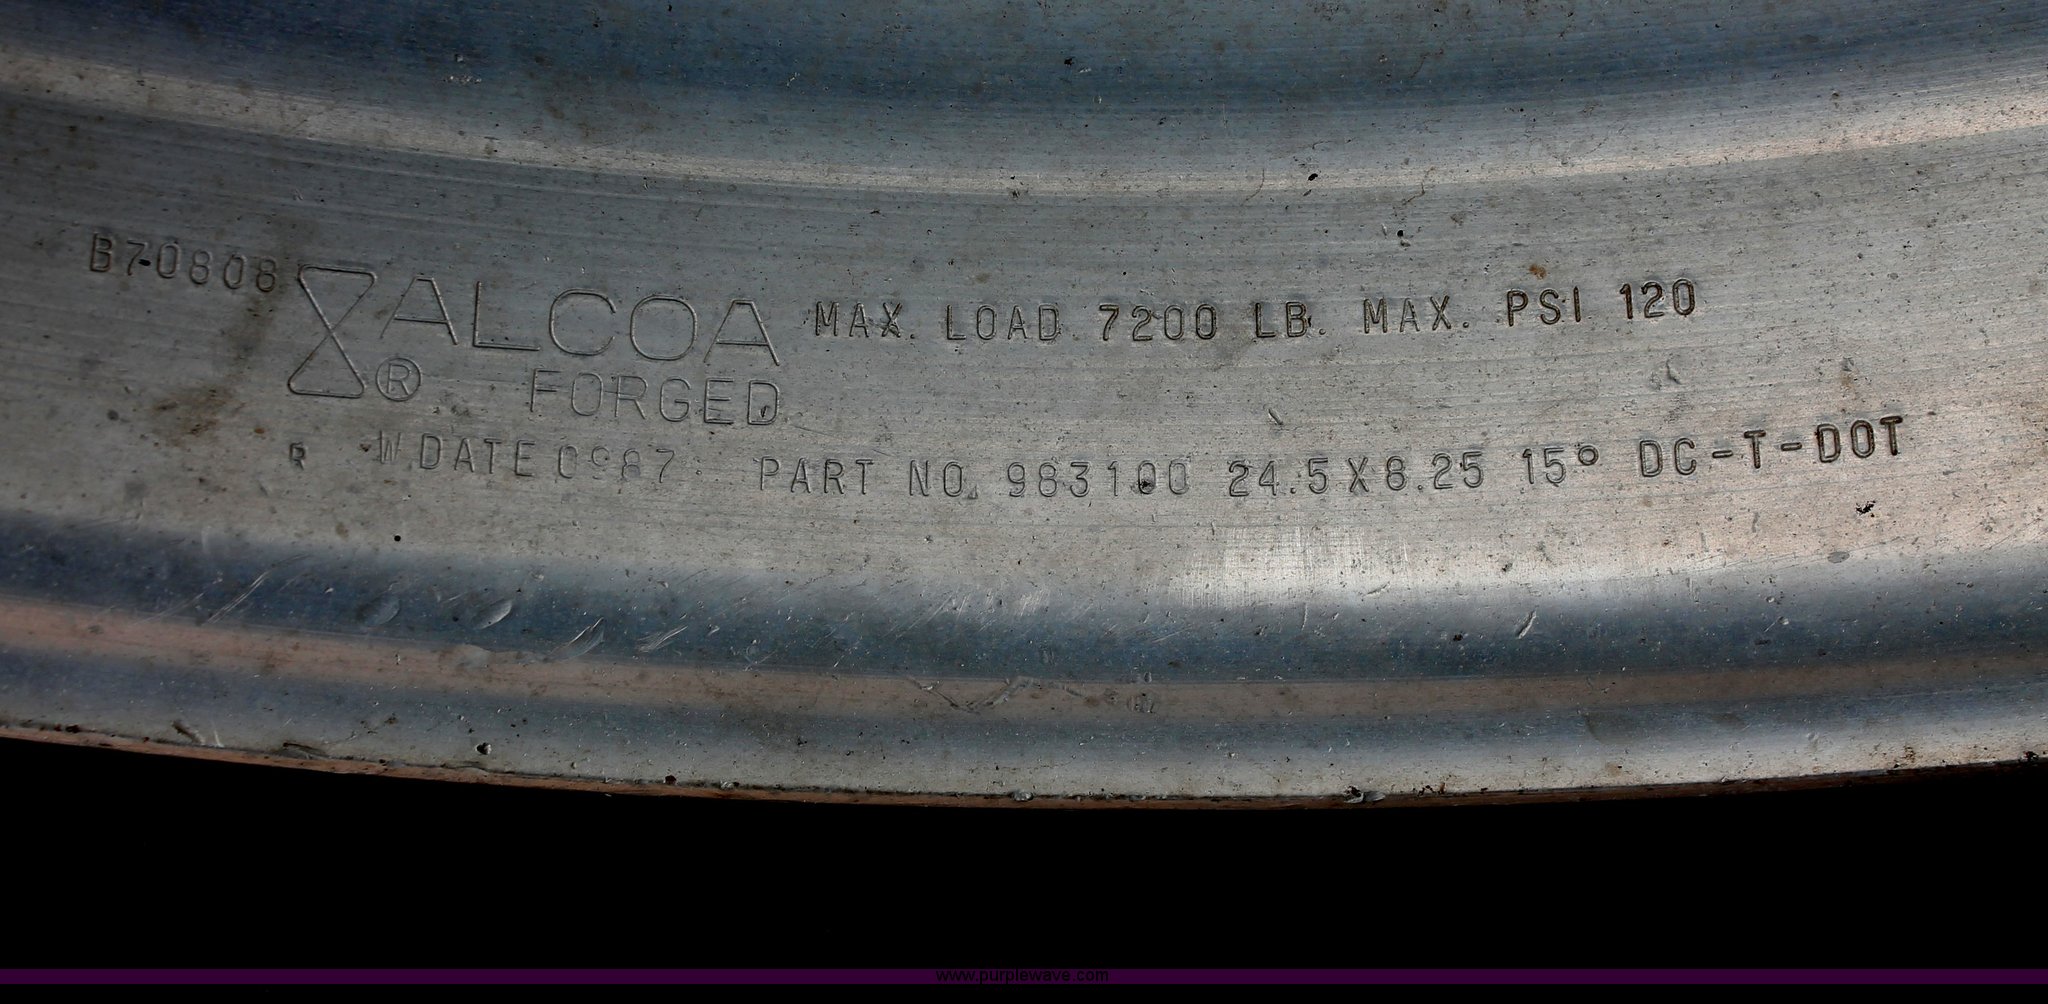 B70808 ALCOA MAX. LOAD 7200 LB. MAX. PSI 120
® FORGED
R W.DATE 0987 PART NO. 983100 24.5X8.25 15° DC-T-DOT
www.purplewave.com